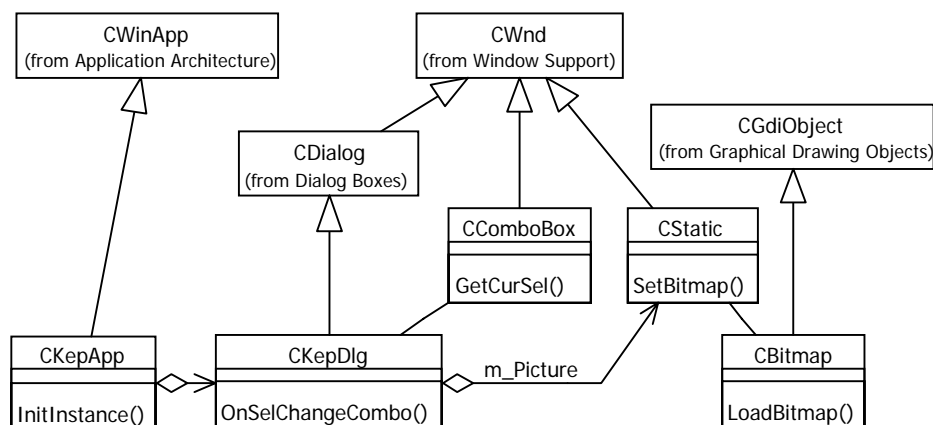 CWinApp
(from Application Architecture)
CWnd
(from Window Support)
CDialog
(from Dialog Boxes)
CGdiObject
(from Graphical Drawing Objects)
CComboBox
GetCurSel()
CStatic
SetBitmap()
CKepApp
InitInstance()
CKepDlg
OnSelChangeCombo()
m_Picture
CBitmap
LoadBitmap()